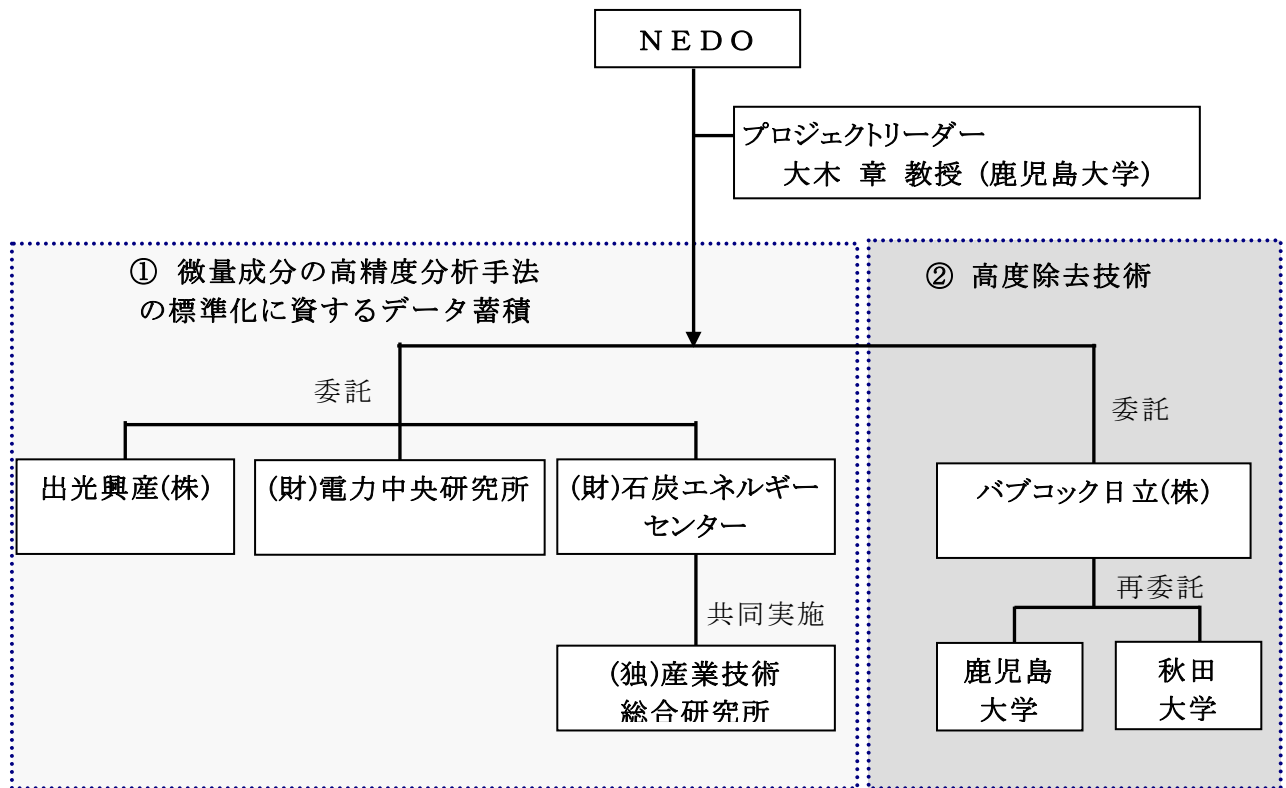 NEDO
プロジェクトリーダー
大木 章 教授 (鹿児島大学)
① 微量成分の高精度分析手法
の標準化に資するデータ蓄積
② 高度除去技術
委託
委託
出光興産(株)
(財)電力中央研究所
(財)石炭エネルギー
センター
バブコック日立(株)
共同実施
再委託
(独)産業技術
総合研究所
鹿児島
大学
秋田
大学